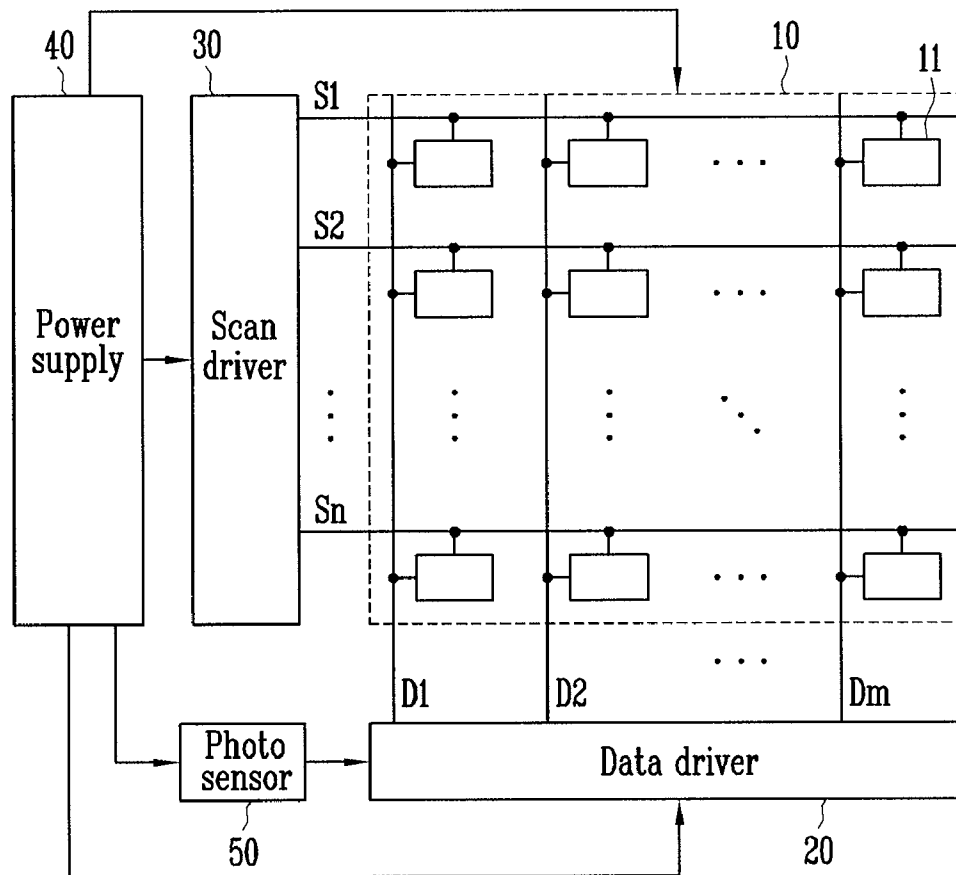 40
30
10
11
S1
S2
Power
supply
Scan
driver
Sn
D1
D2
Dm
Photo
sensor
Data driver
50
20